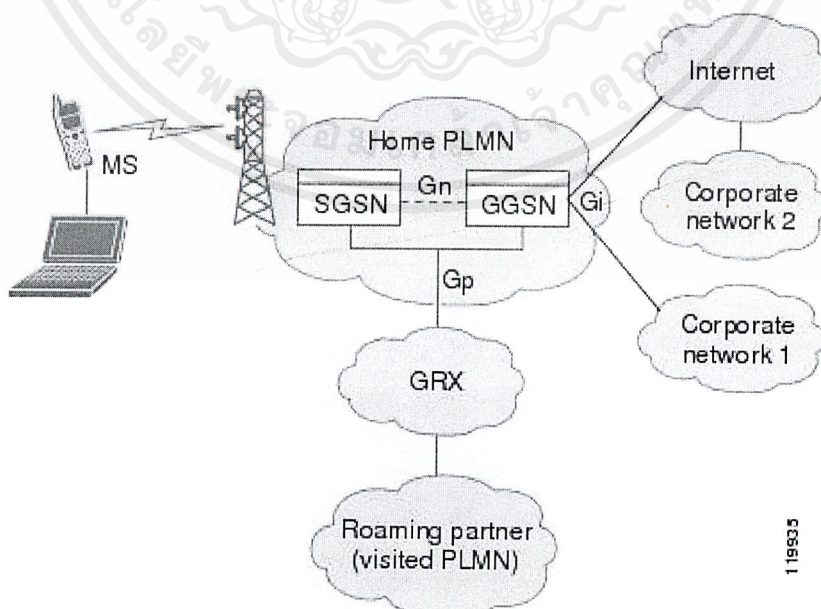 MS
Home PLMN
SGSN
Gn
GGSN
Gi
Gp
GRX
Roaming partner
(visited PLMN)
Internet
Corporate
network 2
Corporate
network 1
119935